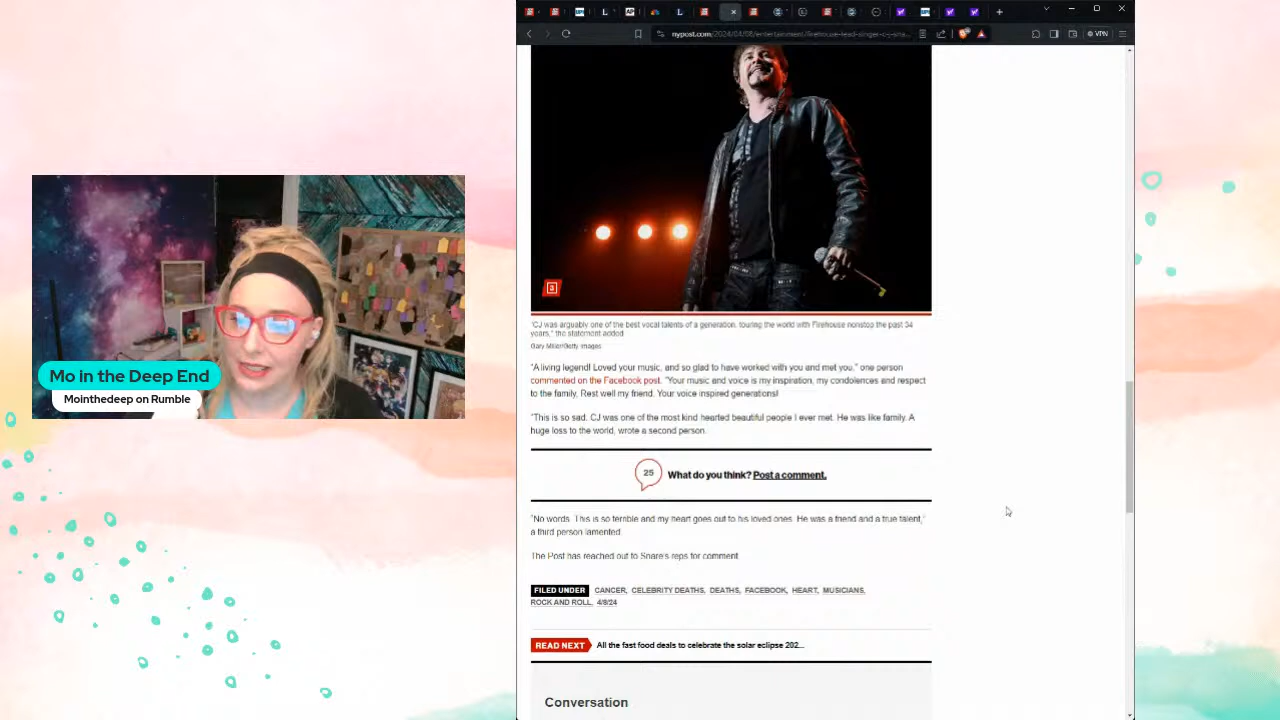 nypost.com/2024/04/08/entertainment/firehouse-lead-singer-c-j-sna...
VPN
3
"CJ was arguably one of the best vocal talents of a generation, touring the world with Firehouse nonstop the past 34
years," the statement added
Gary Miller/Getty Images
"A living legend! Loved your music, and so glad to have worked with you and met you," one person
commented on the Facebook post. "Your music and voice is my inspiration, my condolences and respect
to the family, Rest well my friend. Your voice inspired generations!
"This is so sad. CJ was one of the most kind hearted beautiful people I ever met. He was like family. A
huge loss to the world, wrote a second person.
25
What do you think? Post a comment.
"No words. This is so terrible and my heart goes out to his loved ones. He was a friend and a true talent,"
a third person lamented.
The Post has reached out to Snare's reps for comment.
FILED UNDER CANCER, CELEBRITY DEATHS, DEATHS, FACEBOOK, HEART, MUSICIANS,
ROCK AND ROLL, 4/8/24
READ NEXT All the fast food deals to celebrate the solar eclipse 202...
Conversation
Mo in the Deep End
Mointhedeep on Rumble